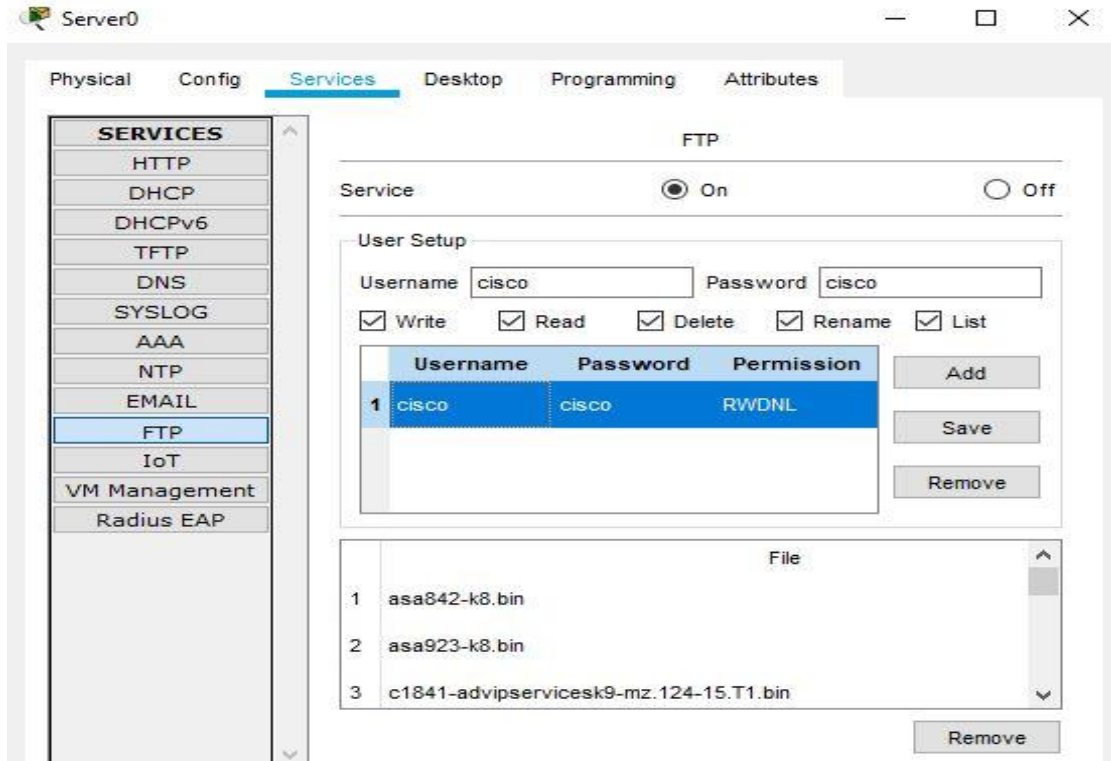 Server0
Physical Config Services Desktop Programming Attributes
SERVICES
HTTP
DHCP
DHCPv6
TFTP
DNS
SYSLOG
AAA
NTP
EMAIL
FTP
IoT
VM Management
Radius EAP
FTP
Service On Off
User Setup
Username cisco Password cisco
Write Read Delete Rename List
Username Password Permission
1 cisco cisco RWDNL
Add
Save
Remove
File
1 asa842-k8.bin
2 asa923-k8.bin
3 c1841-advipservicesk9-mz.124-15.T1.bin
Remove